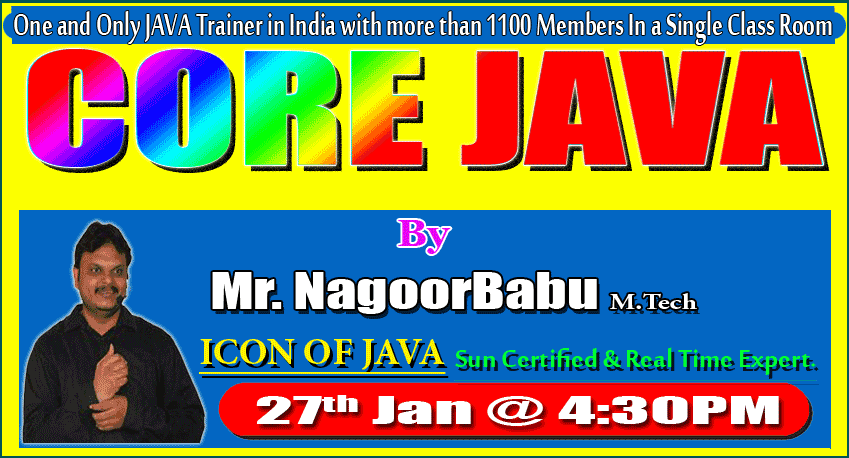 One and Only JAVA Trainer in India with more than 1100 Members In a Single Class Room
CORE JAVA
By
Mr. NagoorBabu M.Tech
ICON OF JAVA Sun Certified & Real Time Expert.
27th Jan @ 4:30PM